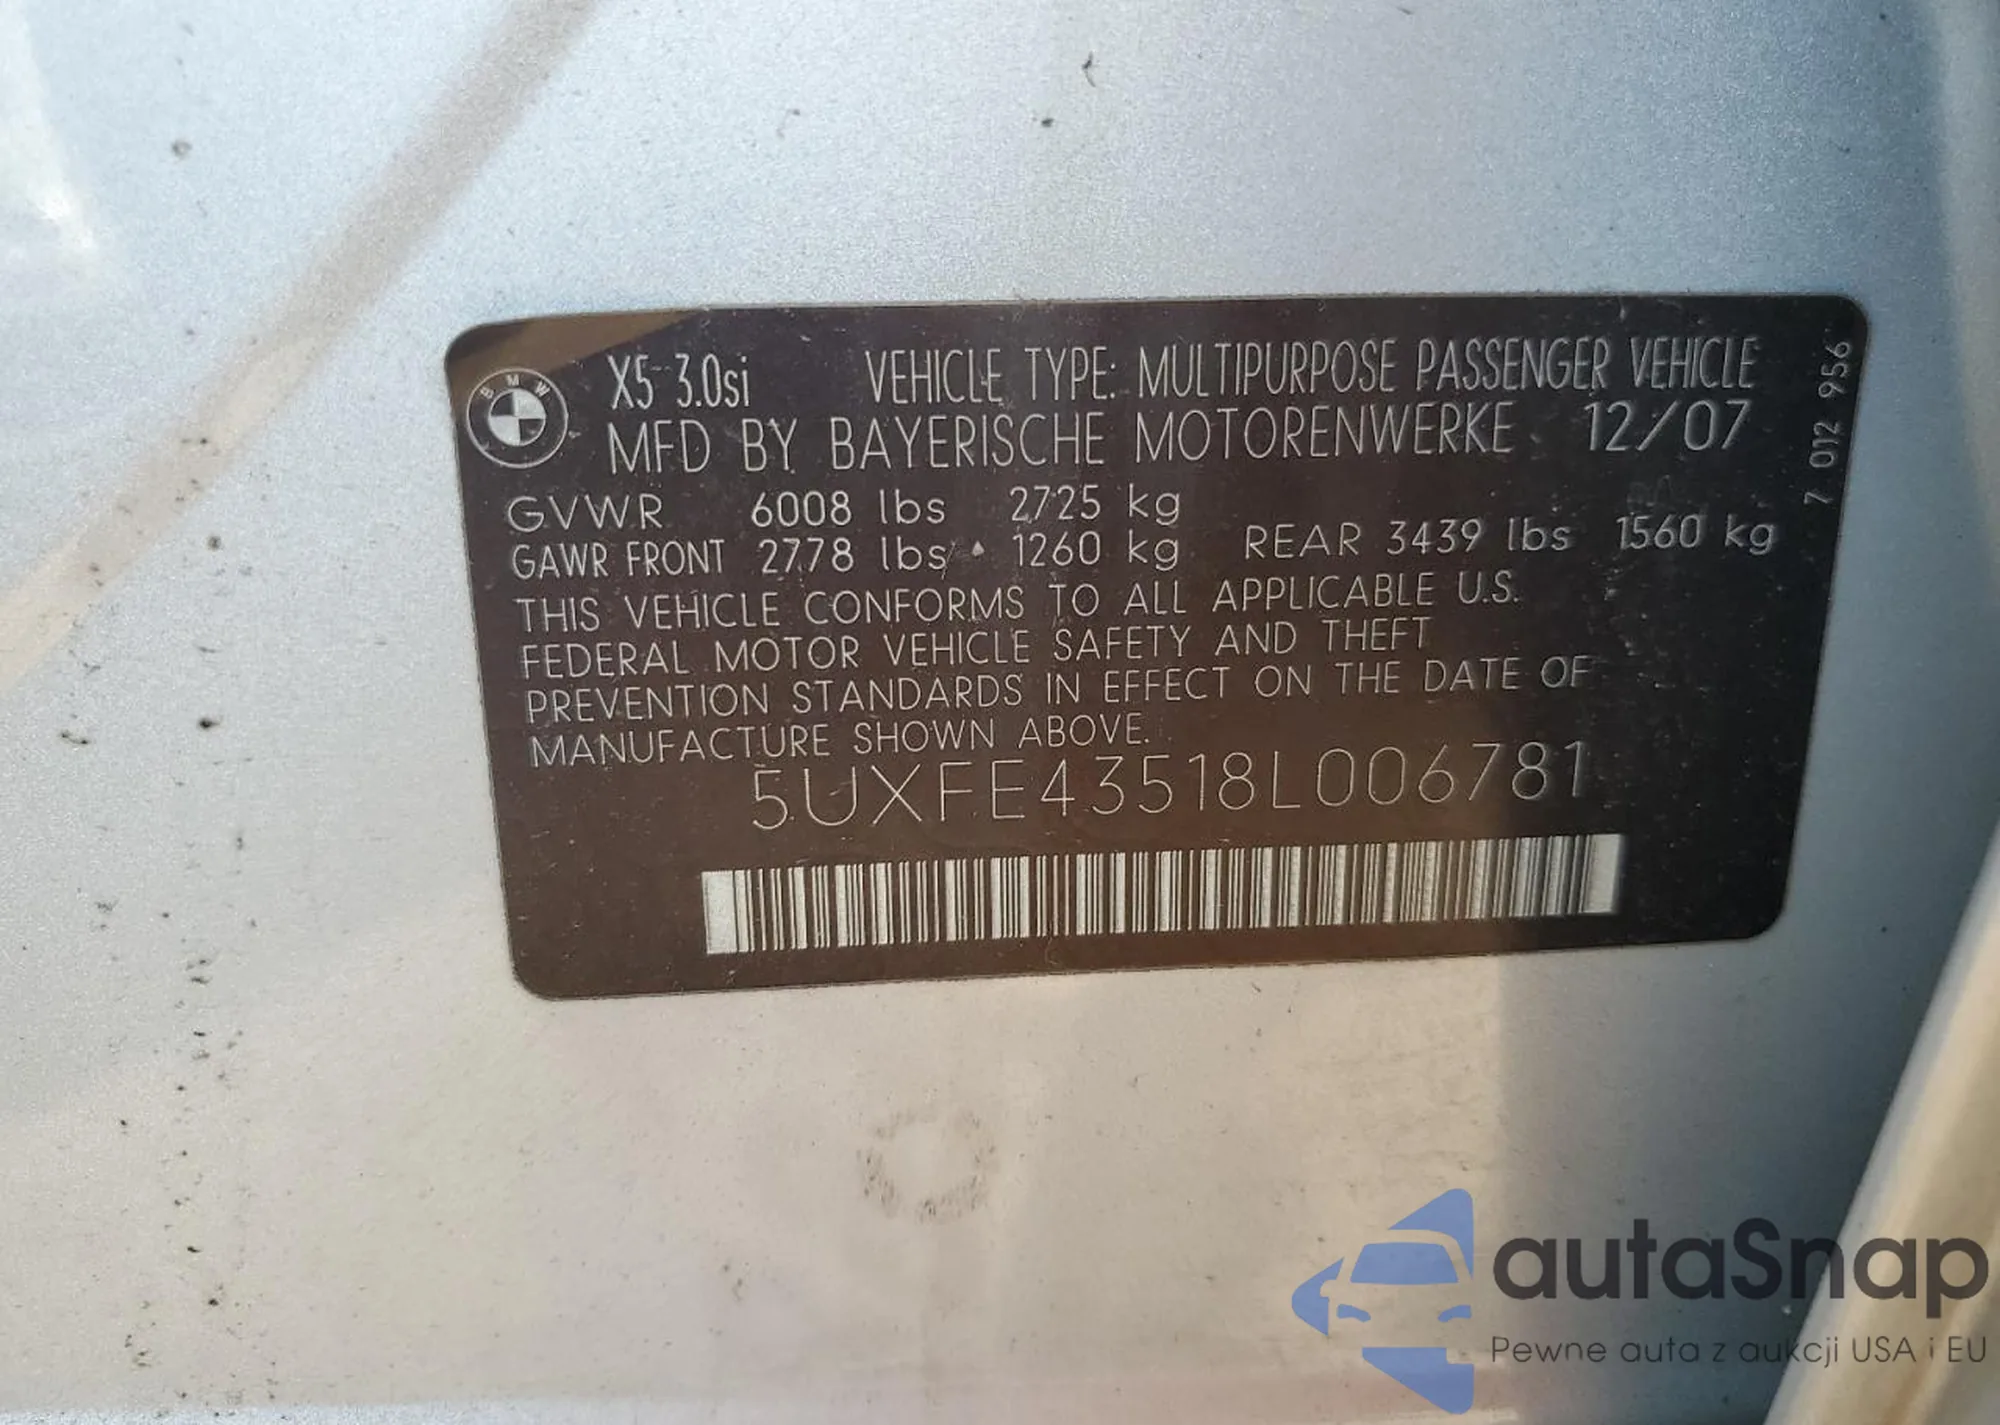 BMW
X5 3.0si VEHICLE TYPE: MULTIPURPOSE PASSENGER VEHICLE
MFD BY BAYERISCHE MOTORENWERKE 12/07
GVWR 6008 lbs 2725 kg
GAWR FRONT 2778 lbs 1260 kg REAR 3439 lbs 1560 kg
THIS VEHICLE CONFORMS TO ALL APPLICABLE U.S.
FEDERAL MOTOR VEHICLE SAFETY AND THEFT
PREVENTION STANDARDS IN EFFECT ON THE DATE OF
MANUFACTURE SHOWN ABOVE.
5UXFE43518L006781
7 012 956
autaSnap
Pewne auta z aukcji USA i EU